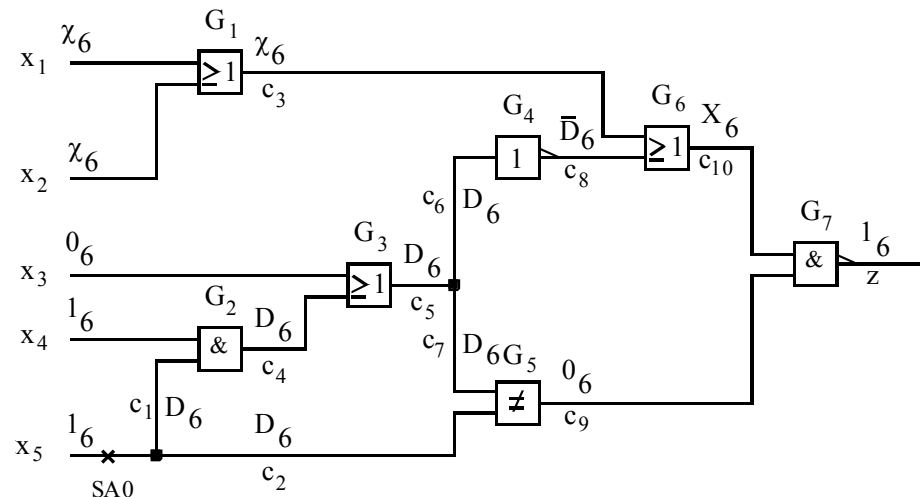 χ₆ G₁ χ₆
x₁ ≥1 c₃
G₄ D̄₆ G₆ X₆
χ₆ 1 c₈ ≥1 c₁₀
x₂
c₆ D₆
G₇ 1₆
0₆ G₃ D₆
x₃ ≥1 c₅ & z
1₆ G₂ D₆
x₄ & c₄ c₇ D₆ G₅ 0₆
c₁ D₆ ≠ c₉
1₆ D₆
x₅ c₂
SA0